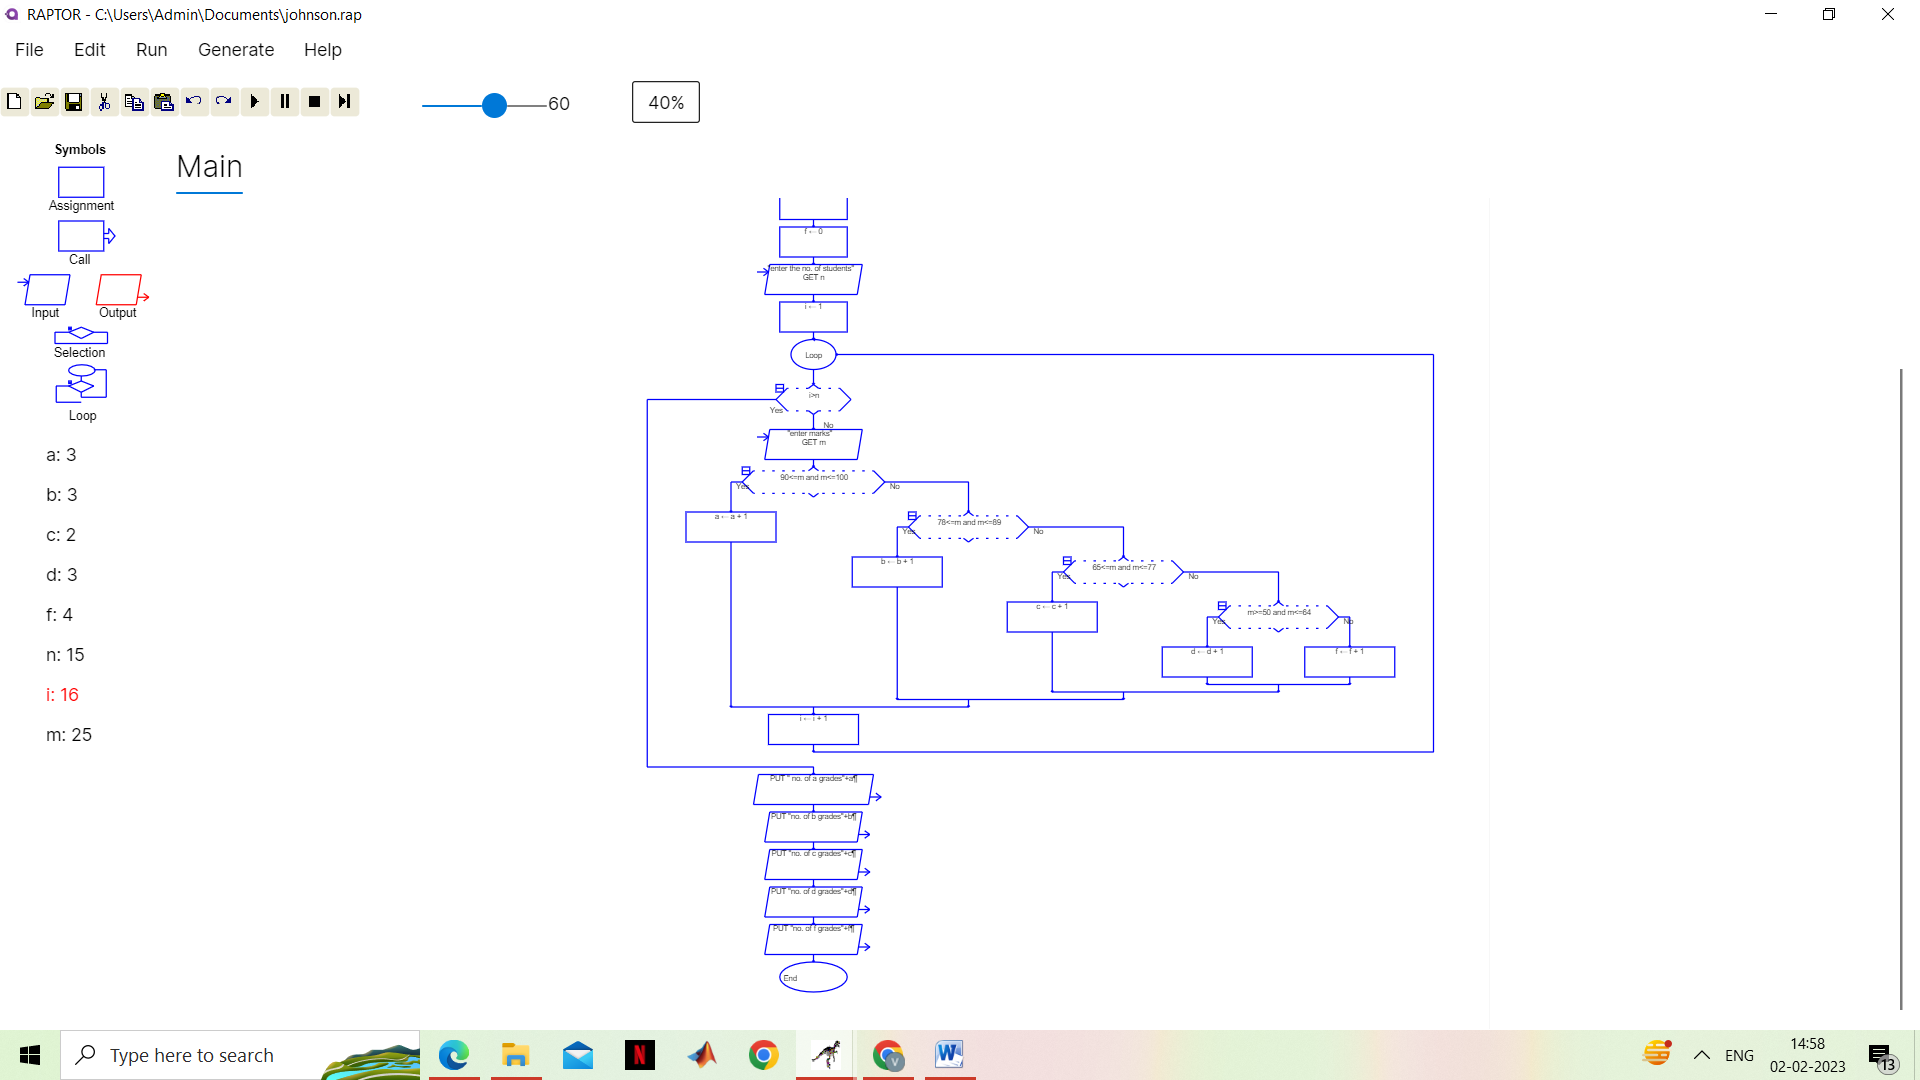 RAPTOR - C:\Users\Admin\Documents\johnson.rap
File Edit Run Generate Help
60
40%
Symbols
Assignment
Call
Input Output
Selection
Loop
a: 3
b: 3
c: 2
d: 3
f: 4
n: 15
i: 16
m: 25
Main
f ← 0
"enter the no. of students"
GET n
i ← 1
Loop
i>n
Yes
No
"enter marks"
GET m
90<=m and m<=100
Yes
No
a ← a + 1
78<=m and m<=89
Yes
No
b ← b + 1
65<=m and m<=77
Yes
No
c ← c + 1
m>=50 and m<=64
Yes
No
d ← d + 1
f ← f + 1
i ← i + 1
PUT " no. of a grades"+a¶
PUT "no. of b grades"+b¶
PUT "no. of c grades"+c¶
PUT "no. of d grades"+d¶
PUT "no. of f grades"+f¶
End
Type here to search
N
V
W
ENG
14:58
02-02-2023
13